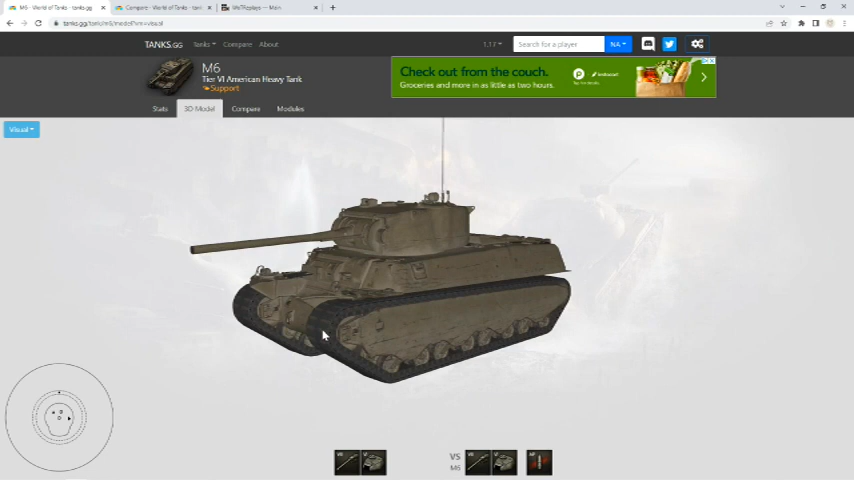 M6 - World of Tanks - tanks.gg
Compare - World of Tanks - tank
WoTReplays — Main
tanks.gg/tank/m6/model?vm=visual
TANKS.GG
Tanks
Compare
About
1.17
Search for a player
NA
M6
Tier VI American Heavy Tank
Support
Check out from the couch.
Groceries and more in as little as two hours.
instacart
Stats
3D Model
Compare
Modules
Visual
VS
M6